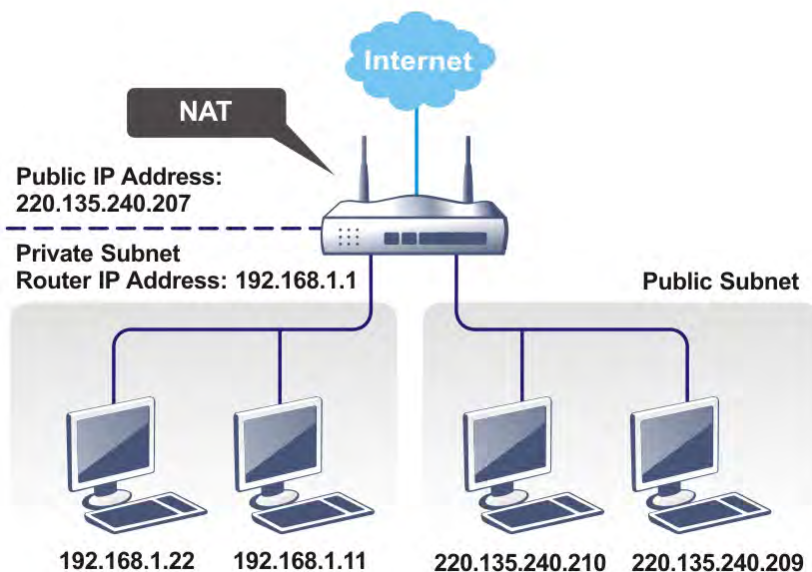 Internet
NAT
Public IP Address:
220.135.240.207
Private Subnet
Router IP Address: 192.168.1.1
Public Subnet
192.168.1.22
192.168.1.11
220.135.240.210
220.135.240.209